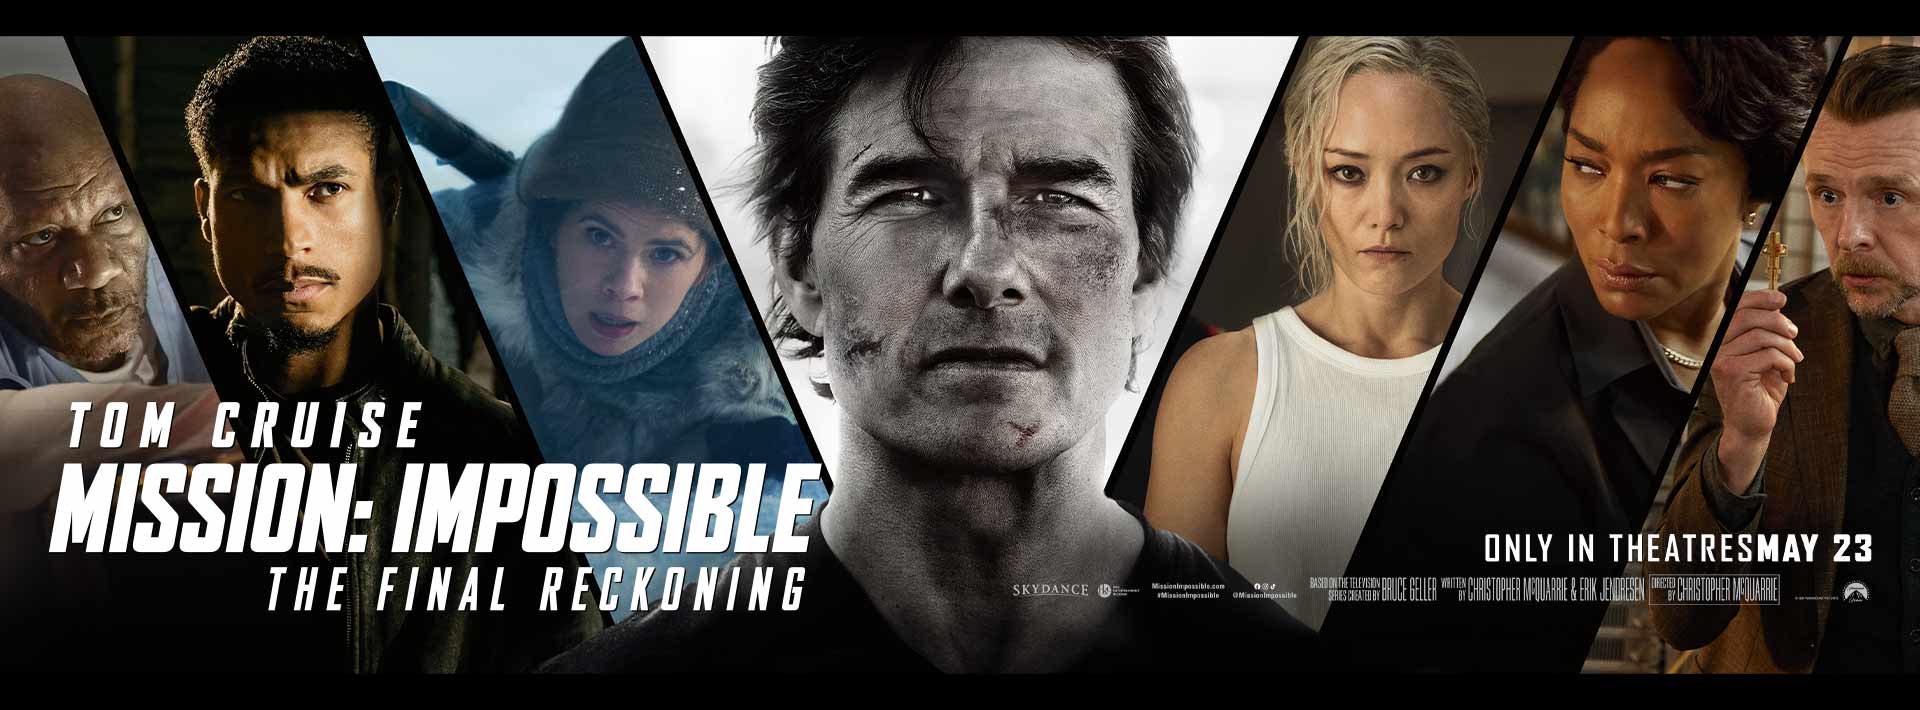 TOM CRUISE
MISSION: IMPOSSIBLE
THE FINAL RECKONING
ONLY IN THEATRES MAY 23
SKYDANCE
MissionImpossible.com
#MissionImpossible
@MissionImpossible
BASED ON THE TELEVISION
SERIES CREATED BY BRUCE GELLER
WRITTEN
BY CHRISTOPHER McQUARRIE & ERIK JENDRESEN
DIRECTED
BY CHRISTOPHER McQUARRIE